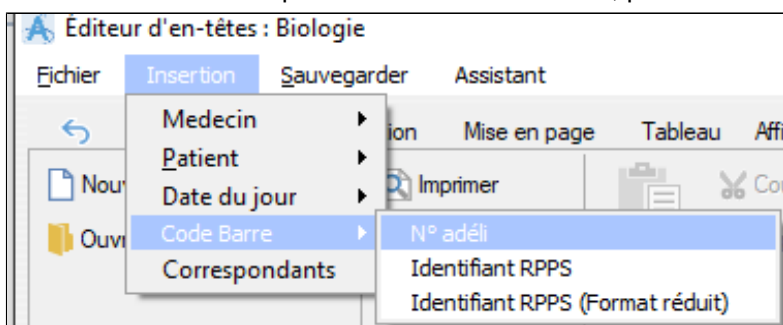 Éditeur d'en-têtes : Biologie
Fichier Insertion Sauvegarder Assistant
Medecin
Mise en page Tableau
Patient
Imprimer
Date du jour
Code Barre N° adéli
Correspondants Identifiant RPPS
Identifiant RPPS (Format réduit)